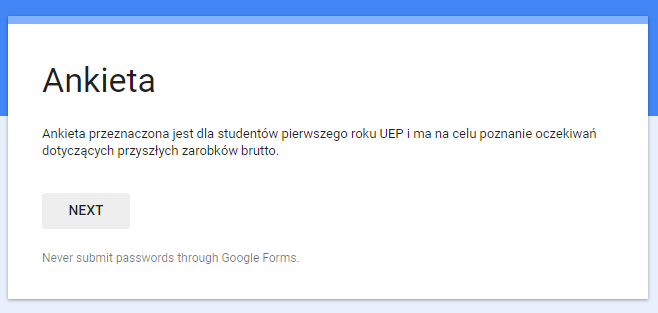 Ankieta
Ankieta przeznaczona jest dla studentów pierwszego roku UEP i ma na celu poznanie oczekiwań
dotyczących przyszłych zarobków brutto.
NEXT
Never submit passwords through Google Forms.